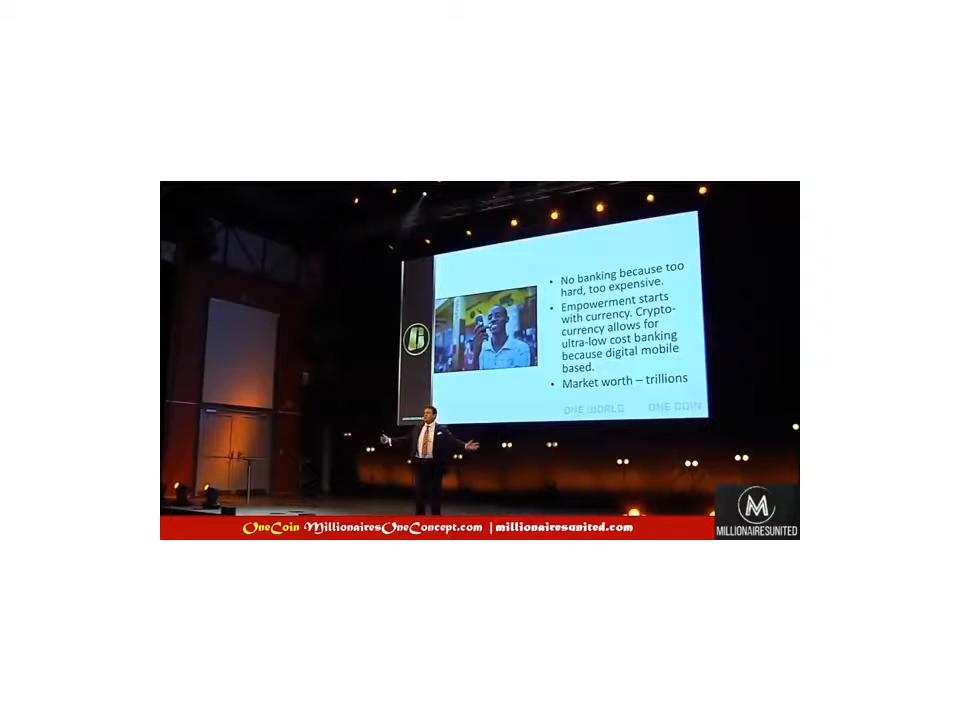 • No banking because too
hard, too expensive.
• Empowerment starts
with currency. Crypto-
currency allows for
ultra-low cost banking
because digital mobile
based.
• Market worth – trillions
ONE WORLD ONE COIN
OneCoin MillionairesOneConcept.com | millionairesunited.com
M
MILLIONAIRESUNITED